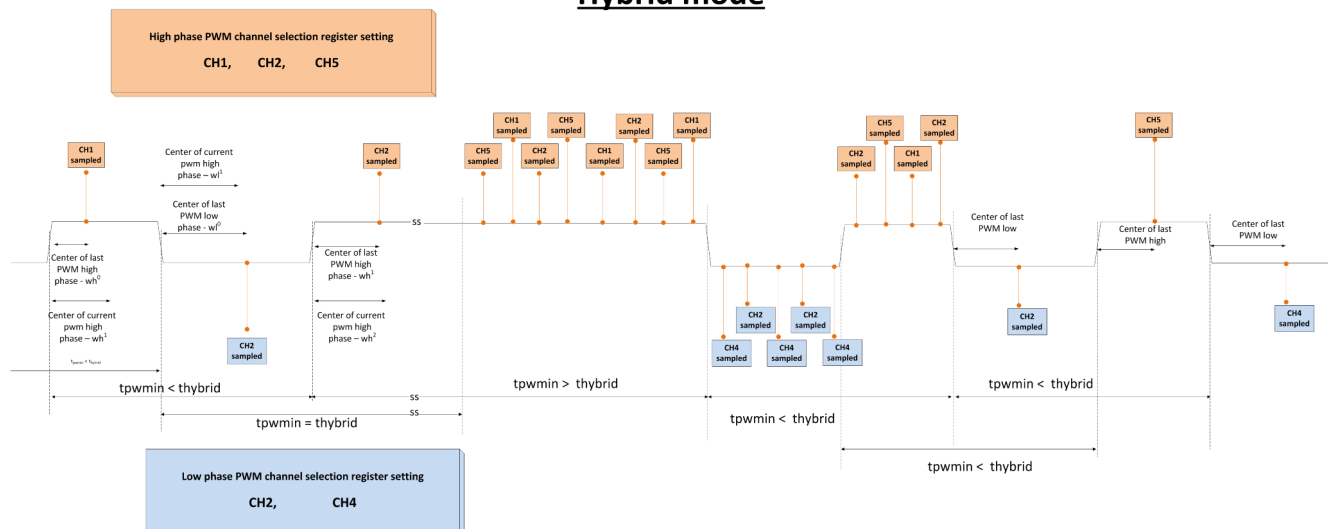 Hybrid mode
High phase PWM channel selection register setting
CH1, CH2, CH5
CH1
sampled
Center of current
pwm high
phase – wl1
Center of last
PWM low
phase - wl0
CH2
sampled
CH5
sampled
CH1
sampled
CH2
sampled
CH5
sampled
CH1
sampled
CH2
sampled
CH5
sampled
CH1
sampled
CH2
sampled
CH5
sampled
CH1
sampled
CH2
sampled
CH5
sampled
Center of last
PWM high
phase - wh0
Center of current
pwm high
phase – wh1
CH2
sampled
ss
Center of last
PWM high
phase - wh1
Center of current
pwm high
phase – wh2
CH4
sampled
CH2
sampled
CH4
sampled
CH2
sampled
CH4
sampled
Center of last
PWM low
CH2
sampled
Center of last
PWM high
Center of last
PWM low
CH4
sampled
tpwmin < thybrid
ss
ss
tpwmin = thybrid
tpwmin > thybrid
tpwmin < thybrid
tpwmin < thybrid
tpwmin < thybrid
Low phase PWM channel selection register setting
CH2, CH4